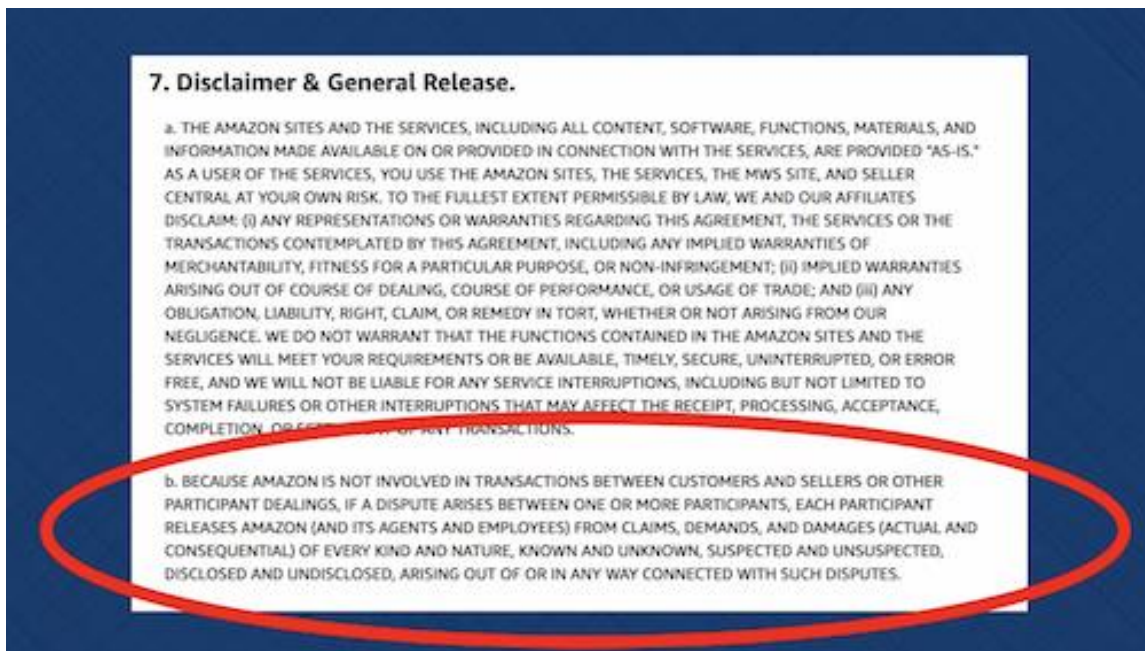 7. Disclaimer & General Release.
a. THE AMAZON SITES AND THE SERVICES, INCLUDING ALL CONTENT, SOFTWARE, FUNCTIONS, MATERIALS, AND
INFORMATION MADE AVAILABLE ON OR PROVIDED IN CONNECTION WITH THE SERVICES, ARE PROVIDED "AS-IS."
AS A USER OF THE SERVICES, YOU USE THE AMAZON SITES, THE SERVICES, THE MWS SITE, AND SELLER
CENTRAL AT YOUR OWN RISK. TO THE FULLEST EXTENT PERMISSIBLE BY LAW, WE AND OUR AFFILIATES
DISCLAIM: (i) ANY REPRESENTATIONS OR WARRANTIES REGARDING THIS AGREEMENT, THE SERVICES OR THE
TRANSACTIONS CONTEMPLATED BY THIS AGREEMENT, INCLUDING ANY IMPLIED WARRANTIES OF
MERCHANTABILITY, FITNESS FOR A PARTICULAR PURPOSE, OR NON-INFRINGEMENT; (ii) IMPLIED WARRANTIES
ARISING OUT OF COURSE OF DEALING, COURSE OF PERFORMANCE, OR USAGE OF TRADE; AND (iii) ANY
OBLIGATION, LIABILITY, RIGHT, CLAIM, OR REMEDY IN TORT, WHETHER OR NOT ARISING FROM OUR
NEGLIGENCE. WE DO NOT WARRANT THAT THE FUNCTIONS CONTAINED IN THE AMAZON SITES AND THE
SERVICES WILL MEET YOUR REQUIREMENTS OR BE AVAILABLE, TIMELY, SECURE, UNINTERRUPTED, OR ERROR
FREE, AND WE WILL NOT BE LIABLE FOR ANY SERVICE INTERRUPTIONS, INCLUDING BUT NOT LIMITED TO
SYSTEM FAILURES OR OTHER INTERRUPTIONS THAT MAY AFFECT THE RECEIPT, PROCESSING, ACCEPTANCE,
COMPLETION, OR OF ANY TRANSACTIONS.
b. BECAUSE AMAZON IS NOT INVOLVED IN TRANSACTIONS BETWEEN CUSTOMERS AND SELLERS OR OTHER
PARTICIPANT DEALINGS, IF A DISPUTE ARISES BETWEEN ONE OR MORE PARTICIPANTS, EACH PARTICIPANT
RELEASES AMAZON (AND ITS AGENTS AND EMPLOYEES) FROM CLAIMS, DEMANDS, AND DAMAGES (ACTUAL AND
CONSEQUENTIAL) OF EVERY KIND AND NATURE, KNOWN AND UNKNOWN, SUSPECTED AND UNSUSPECTED,
DISCLOSED AND UNDISCLOSED, ARISING OUT OF OR IN ANY WAY CONNECTED WITH SUCH DISPUTES.